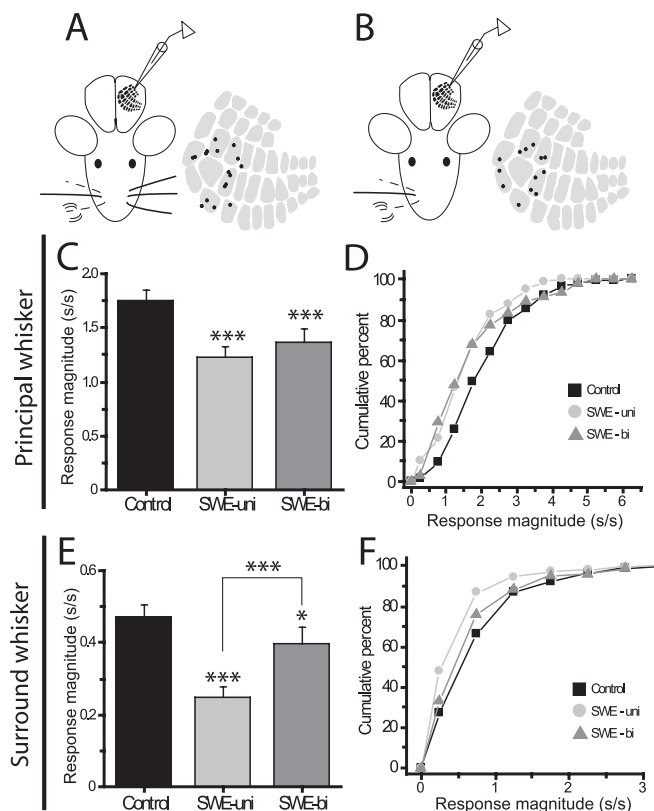 A
B
Principal whisker
C
Response magnitude (s/s)
2.0
1.5
1.0
0.5
0
***
***
Control
SWE-uni
SWE-bi
D
Cumulative percent
100
80
60
40
20
0
Control
SWE-uni
SWE-bi
0
1
2
3
4
5
6
Response magnitude (s/s)
Surround whisker
E
Response magnitude (s/s)
0.6
0.4
0.2
0
***
***
*
Control
SWE-uni
SWE-bi
F
Cumulative percent
100
80
60
40
20
0
Control
SWE-uni
SWE-bi
0
1
2
3
Response magnitude (s/s)